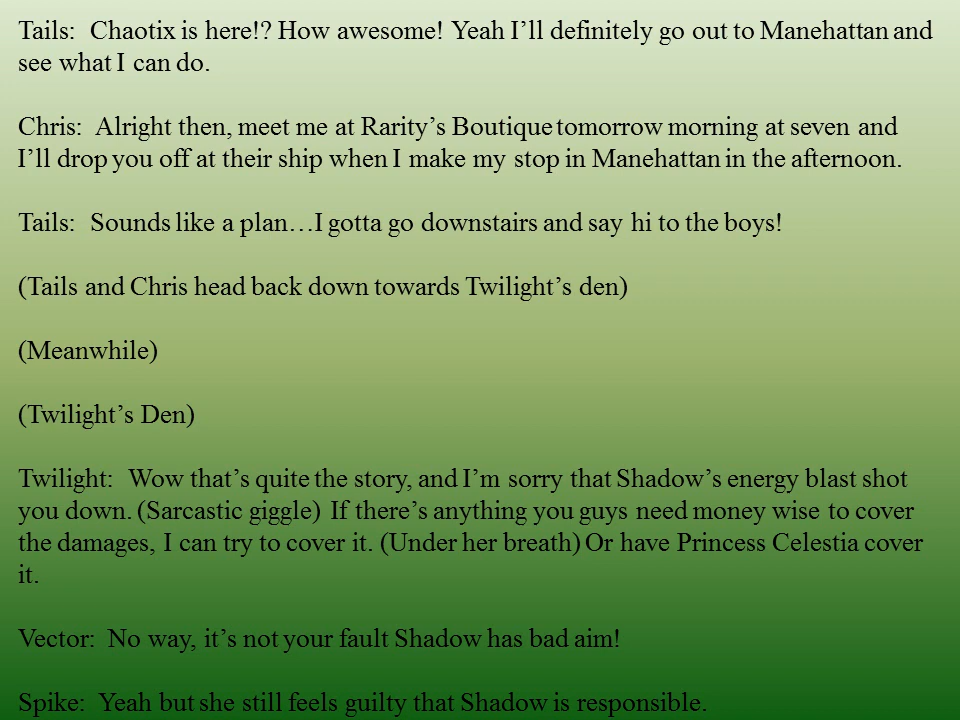 Tails:  Chaotix is here!? How awesome! Yeah I’ll definitely go out to Manehattan and
see what I can do.
Chris:  Alright then, meet me at Rarity’s Boutique tomorrow morning at seven and
I’ll drop you off at their ship when I make my stop in Manehattan in the afternoon.
Tails:  Sounds like a plan…I gotta go downstairs and say hi to the boys!
(Tails and Chris head back down towards Twilight’s den)
(Meanwhile)
(Twilight’s Den)
Twilight:  Wow that’s quite the story, and I’m sorry that Shadow’s energy blast shot
you down. (Sarcastic giggle) If there’s anything you guys need money wise to cover
the damages, I can try to cover it. (Under her breath) Or have Princess Celestia cover
it.
Vector:  No way, it’s not your fault Shadow has bad aim!
Spike:  Yeah but she still feels guilty that Shadow is responsible.